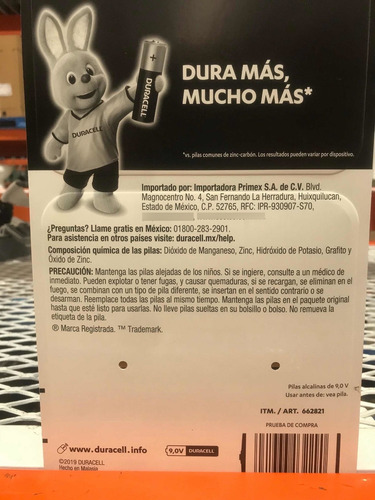 DURACELL
DURACELL
DURA MÁS,
MUCHO MÁS*
*vs. pilas comunes de zinc-carbón. Los resultados pueden variar por dispositivo.
Importado por: Importadora Primex S.A. de C.V. Blvd.
Magnocentro No. 4, San Fernando La Herradura, Huixquilucan,
Estado de México, C.P. 52765, RFC: IPR-930907-S70,
¿Preguntas? Llame gratis en México: 01800-283-2901.
Para asistencia en otros países visite: duracell.mx/help.
Composición química de las pilas: Dióxido de Manganeso, Zinc, Hidróxido de Potasio, Grafito y
Óxido de Zinc.
PRECAUCIÓN: Mantenga las pilas alejadas de los niños. Si se ingiere, consulte a un médico de
inmediato. Pueden explotar o tener fugas, y causar quemaduras, si se recargan, se eliminan en el
fuego, se combinan con un tipo de pila diferente, se insertan en el sentido contrario o se
desarman. Reemplace todas las pilas al mismo tiempo. Mantenga las pilas en el paquete original
hasta que esté listo para usarlas. No lleve pilas sueltas en su bolsillo o bolso. No remueva la
etiqueta de la pila.
® Marca Registrada. ™ Trademark.
Pilas alcalinas de 9,0 V
Usar antes de: vea pila.
ITM. / ART. 662821
PRUEBA DE COMPRA
www.duracell.info
9,0V DURACELL
©2019 DURACELL
Hecho en Malasia